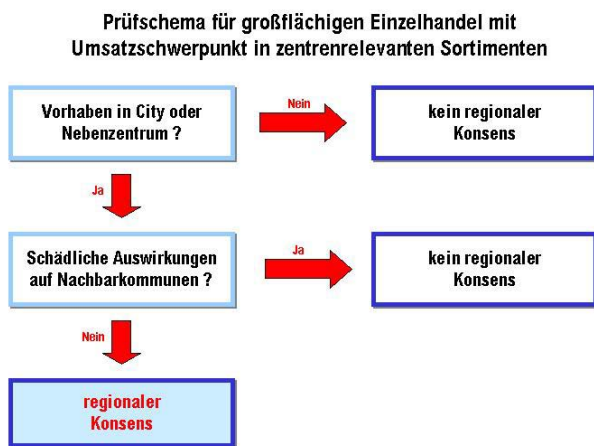 Prüfschema für großflächigen Einzelhandel mit
Umsatzschwerpunkt in zentrenrelevanten Sortimenten
Vorhaben in City oder
Nebenzentrum ?
Nein
kein regionaler
Konsens
Ja
Schädliche Auswirkungen
auf Nachbarkommunen ?
Ja
kein regionaler
Konsens
Nein
regionaler
Konsens